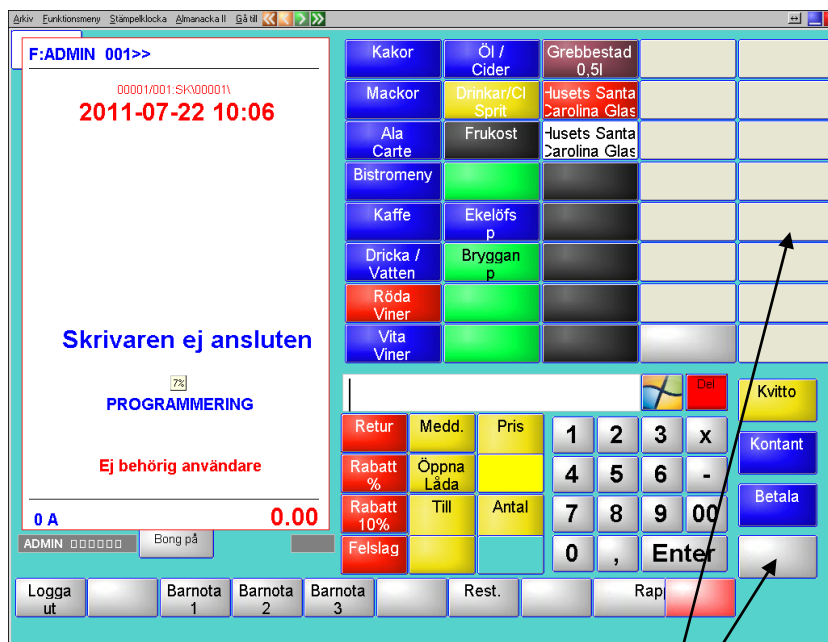 Arkiv Funktionsmeny Stämpelklocka Almanacka II Gå till
F:ADMIN 001>>
00001/001:SK\00001\
2011-07-22 10:06
Skrivaren ej ansluten
7%
PROGRAMMERING
Ej behörig användare
0 A 0.00
ADMIN
Bong på
Kakor
Öl /
Cider
Grebbestad
0,5l
Mackor
Drinkar/Cl
Sprit
Husets Santa
Carolina Glas
Ala
Carte
Frukost
Husets Santa
Carolina Glas
Bistromeny
Kaffe
Ekelöfs
p
Dricka /
Vatten
Bryggan
p
Röda
Viner
Vita
Viner
Del
Kvitto
Kontant
Betala
Retur
Medd.
Pris
1 2 3 x
Rabatt
%
Öppna
Låda
4 5 6 -
Rabatt
10%
Till
Antal
7 8 9 00
Felslag
0 , Enter
Logga
ut
Barnota
1
Barnota
2
Barnota
3
Rest.
Rap